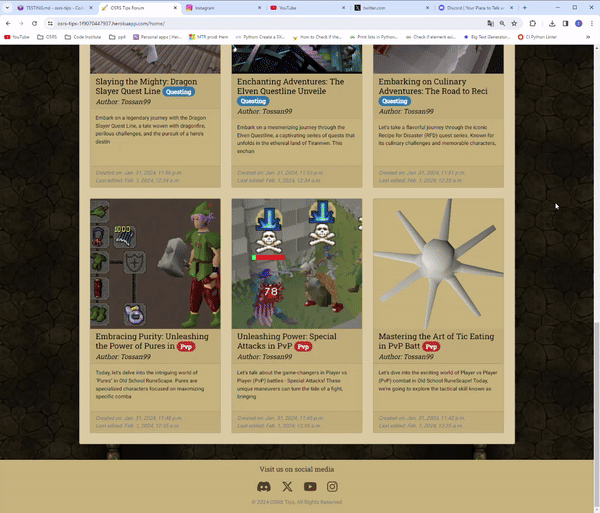 TESTING.md - osrs-tips - Co
OSRS Tips Forum
Instagram
YouTube
twitter.com
Discord | Your Place to Talk a
osrs-tips-1f9070447937.herokuapp.com/home/
YouTube
OSRS
Code Institute
pp4
Personal apps | Her
MTR prod Hem
Python Create a EX
How to Check if the
Print lists in Python
Check if element exi
Big Text Generator
CI Python Linter
Slaying the Mighty: Dragon
Slayer Quest Line Questing
Author: Tossan99
Embark on a legendary journey with the Dragon
Slayer Quest Line, a tale woven with dragonfire,
perilous challenges, and the pursuit of a hero's
destin
Created on: Jan. 31, 2024, 11:56 p.m.
Last edited: Feb. 1, 2024, 12:34 a.m.
Enchanting Adventures: The
Elven Questline Unveile
Questing
Author: Tossan99
Embark on a mesmerizing journey through the
Elven Questline, a captivating series of quests that
unfolds in the ethereal land of Tirannwn. This
enchan
Created on: Jan. 31, 2024, 11:53 p.m.
Last edited: Feb. 1, 2024, 12:34 a.m.
Embarking on Culinary
Adventures: The Road to Reci
Questing
Author: Tossan99
Let's take a flavorful journey through the iconic
Recipe for Disaster (RFD) quest series. Known for
its culinary challenges and memorable characters,
Created on: Jan. 31, 2024, 11:51 p.m.
Last edited: Feb. 1, 2024, 12:35 a.m.
1000
Embracing Purity: Unleashing
the Power of Pures in Pvp
Author: Tossan99
Today, let's delve into the intriguing world of
'Pures' in Old School RuneScape. Pures are
specialized characters focused on maximizing
specific comba
Created on: Jan. 31, 2024, 11:48 p.m.
Last edited: Feb. 1, 2024, 12:35 a.m.
78
Unleashing Power: Special
Attacks in PvP Pvp
Author: Tossan99
Let's talk about the game-changers in Player vs
Player (PvP) battles - Special Attacks! These
unique maneuvers can turn the tide of a fight,
bringing
Created on: Jan. 31, 2024, 11:45 p.m.
Last edited: Feb. 1, 2024, 12:35 a.m.
Mastering the Art of Tic Eating
in PvP Batt Pvp
Author: Tossan99
Let's dive into the exciting world of Player vs Player
(PvP) combat in Old School RuneScape! Today,
we're going to explore the tactical skill known as
Created on: Jan. 31, 2024, 11:42 p.m.
Last edited: Feb. 1, 2024, 12:35 a.m.
Visit us on social media
© 2024 OSRS Tips, All Rights Reserved